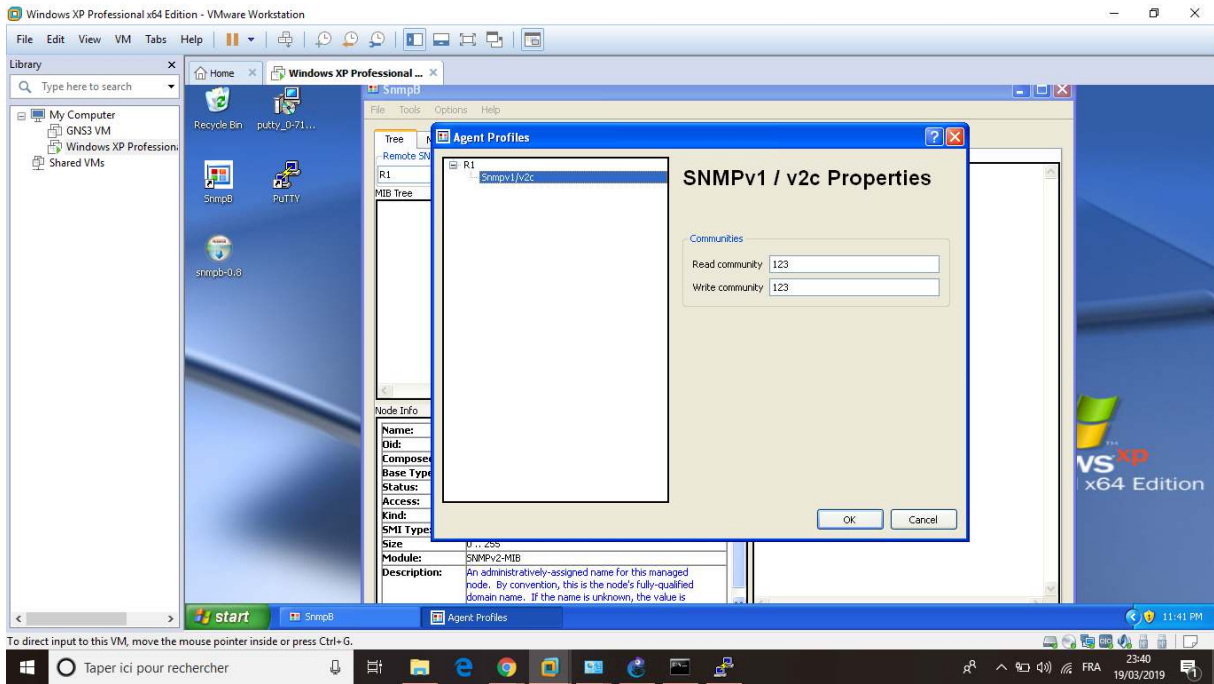 Windows XP Professional x64 Edition - VMware Workstation
File Edit View VM Tabs Help
Library
Type here to search
My Computer
GNS3 VM
Windows XP Profession
Shared VMs
Home
Windows XP Professional ...
Recycle Bin
putty_0-71...
SnmpB
PuTTY
snmpb-0.8
SnmpB
File Tools Options Help
Tree
Remote SN
R1
MIB Tree
Node Info
Name:
Oid:
Compose
Base Type
Status:
Access:
Kind:
SMI Type:
Size 0 .. 255
Module: SNMPv2-MIB
Description: An administratively-assigned name for this managed
node. By convention, this is the node's fully-qualified
domain name. If the name is unknown, the value is
Agent Profiles
R1
Snmpv1/v2c
SNMPv1 / v2c Properties
Communities
Read community 123
Write community 123
OK Cancel
ws xp
x64 Edition
start
SnmpB
Agent Profiles
11:41 PM
To direct input to this VM, move the mouse pointer inside or press Ctrl+G.
Taper ici pour rechercher
FRA
23:40
19/03/2019